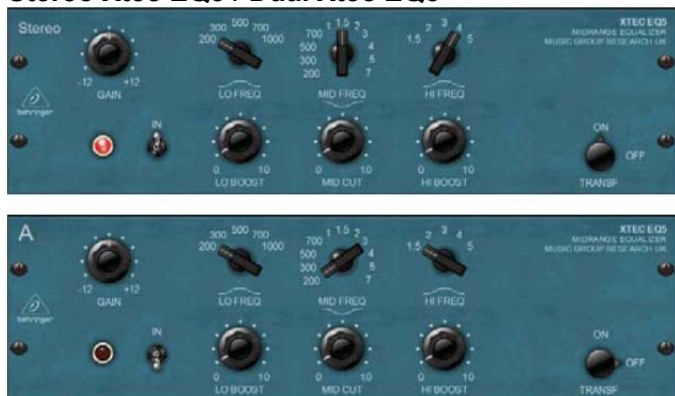 Stereo Xtec EQ5 / Dual Xtec EQ5
Stereo
XTEC EQ5
MIDRANGE EQUALIZER
MUSIC GROUP RESEARCH UK
-12 +12
GAIN
behringer
IN
200 300 500 700 1000
LO FREQ
200 300 500 700 1 1.5 2 3 4 5 7
MID FREQ
1.5 2 3 4 5
HI FREQ
0 10
LO BOOST
0 10
MID CUT
0 10
HI BOOST
ON
OFF
TRANSF
A
XTEC EQ5
MIDRANGE EQUALIZER
MUSIC GROUP RESEARCH UK
-12 +12
GAIN
behringer
IN
200 300 500 700 1000
LO FREQ
200 300 500 700 1 1.5 2 3 4 5 7
MID FREQ
1.5 2 3 4 5
HI FREQ
0 10
LO BOOST
0 10
MID CUT
0 10
HI BOOST
ON
OFF
TRANSF